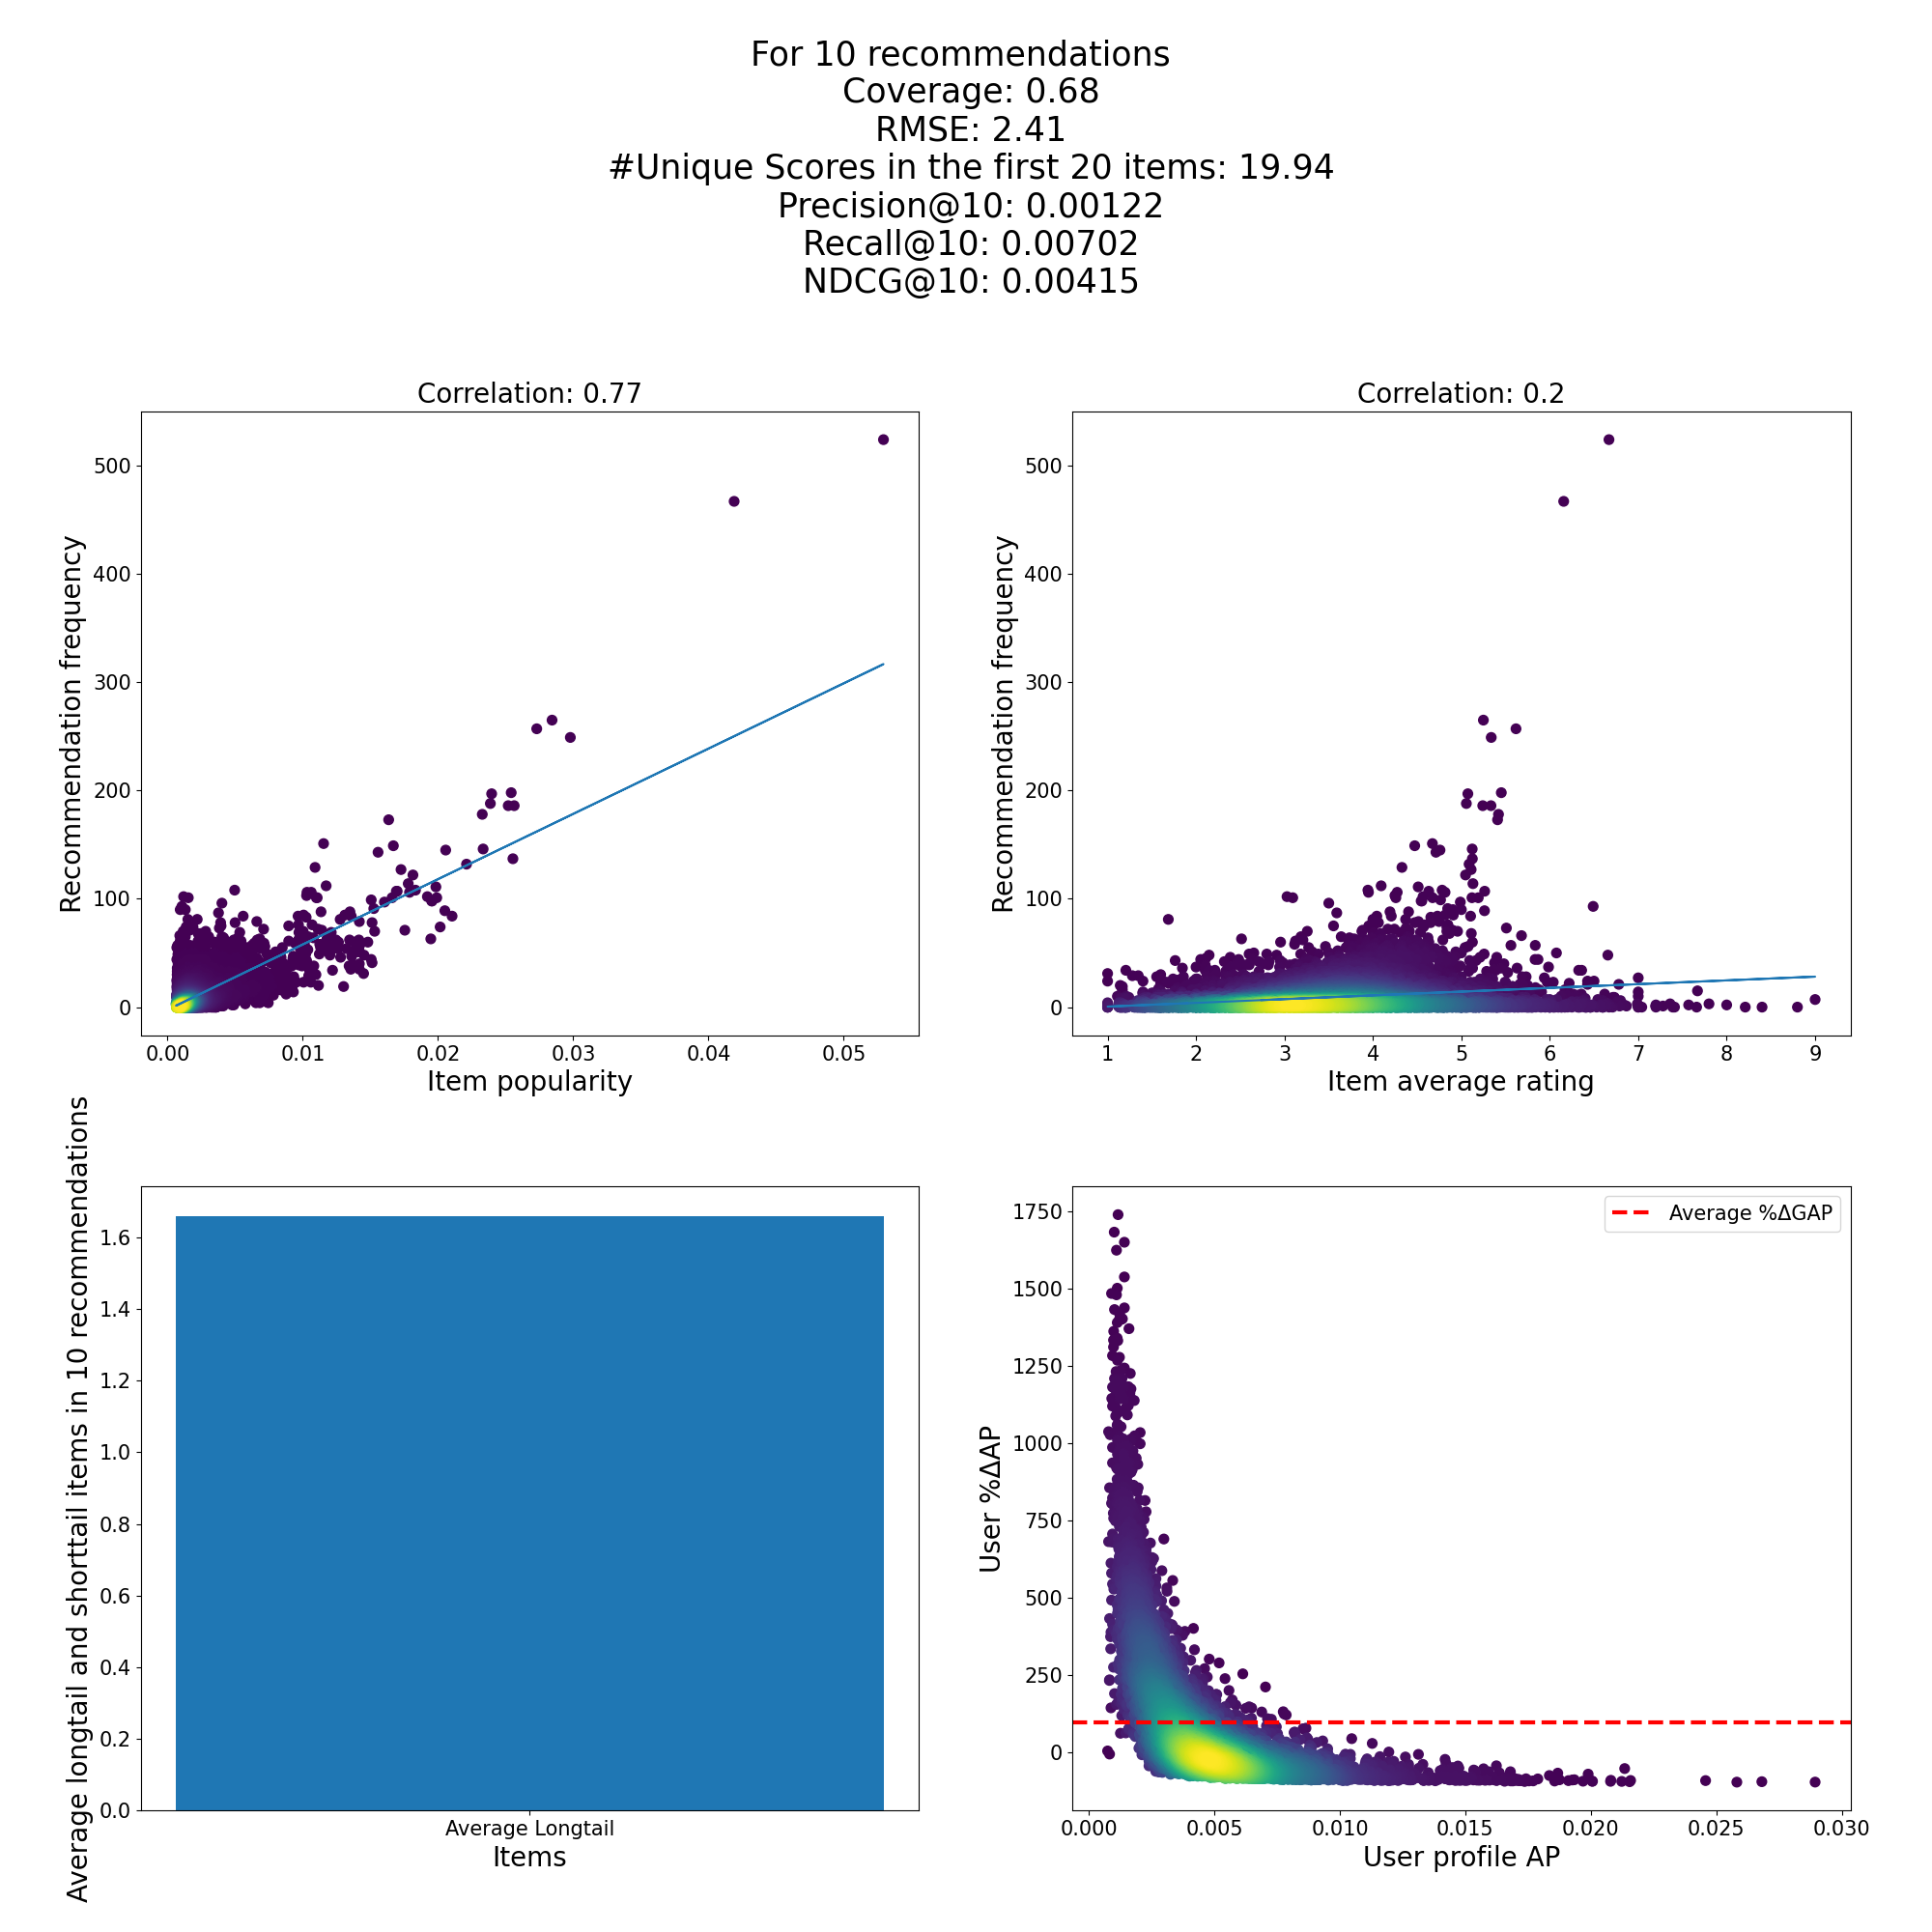 For 10 recommendations
Coverage: 0.68
RMSE: 2.41
#Unique Scores in the first 20 items: 19.94
Precision@10: 0.00122
Recall@10: 0.00702
NDCG@10: 0.00415
Correlation: 0.77
Recommendation frequency
500
400
300
200
100
0
0.00 0.01 0.02 0.03 0.04 0.05
Item popularity
Correlation: 0.2
Recommendation frequency
500
400
300
200
100
0
1 2 3 4 5 6 7 8 9
Item average rating
Average longtail and shorttail items in 10 recommendations
1.6
1.4
1.2
1.0
0.8
0.6
0.4
0.2
0.0
Average Longtail
Items
User %ΔAP
1750
1500
1250
1000
750
500
250
0
Average %ΔGAP
0.000 0.005 0.010 0.015 0.020 0.025 0.030
User profile AP